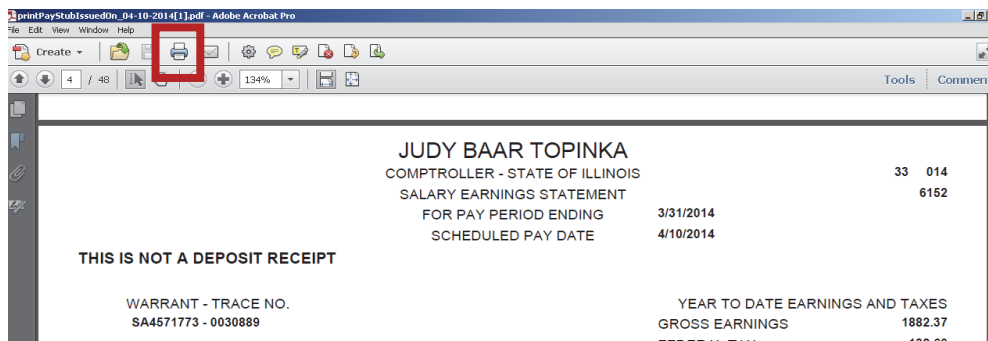 printPayStubIssuedOn_04-10-2014[1].pdf - Adobe Acrobat Pro
File Edit View Window Help
Create
4 / 48 134% Tools Commen
JUDY BAAR TOPINKA
COMPTROLLER - STATE OF ILLINOIS 33 014
SALARY EARNINGS STATEMENT 6152
FOR PAY PERIOD ENDING 3/31/2014
SCHEDULED PAY DATE 4/10/2014
THIS IS NOT A DEPOSIT RECEIPT
WARRANT - TRACE NO. YEAR TO DATE EARNINGS AND TAXES
SA4571773 - 0030889 GROSS EARNINGS 1882.37